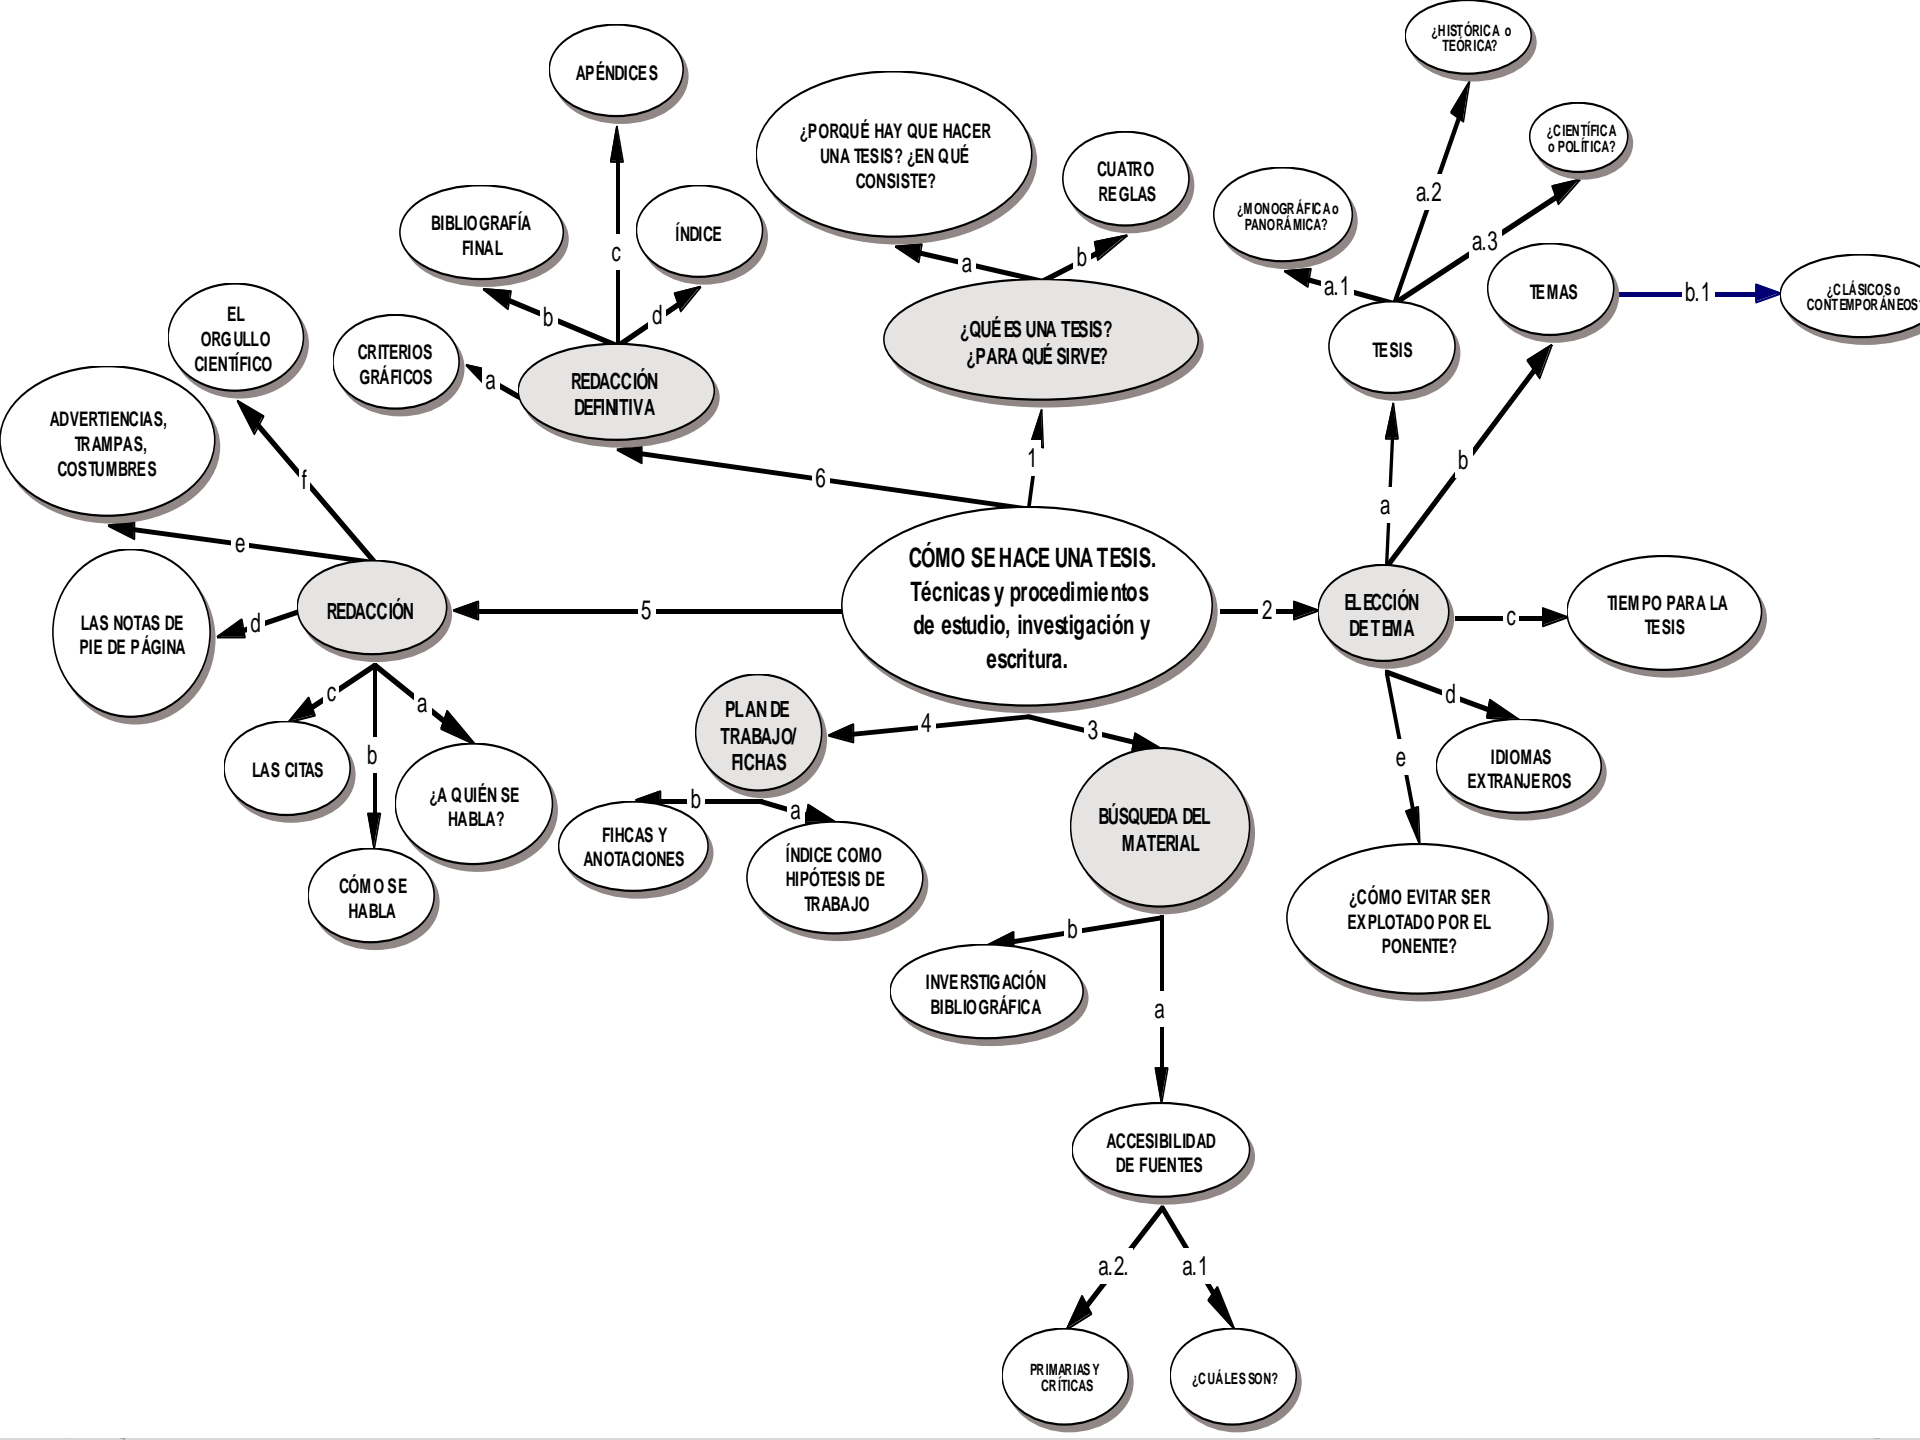 ¿HISTÓRICA o
TEÓRICA?
APÉNDICES
¿PORQUÉ HAY QUE HACER
UNA TESIS? ¿EN QUÉ
CONSISTE?
CUATRO
REGLAS
¿CIENTÍFICA
o POLÍTICA?
a.2
¿MONOGRÁFICA o
PANORÁMICA?
a.3
BIBLIOGRAFÍA
FINAL
c
ÍNDICE
a
b
a.1
TEMAS
b.1
¿CLÁSICOS o
CONTEMPORÁNEOS?
b
d
EL
ORGULLO
CIENTÍFICO
CRITERIOS
GRÁFICOS
a
REDACCIÓN
DEFINITIVA
¿QUÉ ES UNA TESIS?
¿PARA QUÉ SIRVE?
TESIS
ADVERTIENCIAS,
TRAMPAS,
COSTUMBRES
f
6
1
a
b
e
CÓMO SE HACE UNA TESIS.
Técnicas y procedimientos
de estudio, investigación y
escritura.
REDACCIÓN
5
2
ELECCIÓN
DE TEMA
c
TIEMPO PARA LA
TESIS
LAS NOTAS DE
PIE DE PÁGINA
d
c
a
b
PLAN DE
TRABAJO/
FICHAS
4
3
d
e
IDIOMAS
EXTRANJEROS
LAS CITAS
¿A QUIÉN SE
HABLA?
b
a
FIHCAS Y
ANOTACIONES
ÍNDICE COMO
HIPÓTESIS DE
TRABAJO
BÚSQUEDA DEL
MATERIAL
CÓMO SE
HABLA
¿CÓMO EVITAR SER
EXPLOTADO POR EL
PONENTE?
b
a
INVERSTIGACIÓN
BIBLIOGRÁFICA
ACCESIBILIDAD
DE FUENTES
a.2.
a.1
PRIMARIAS Y
CRÍTICAS
¿CUÁLES SON?